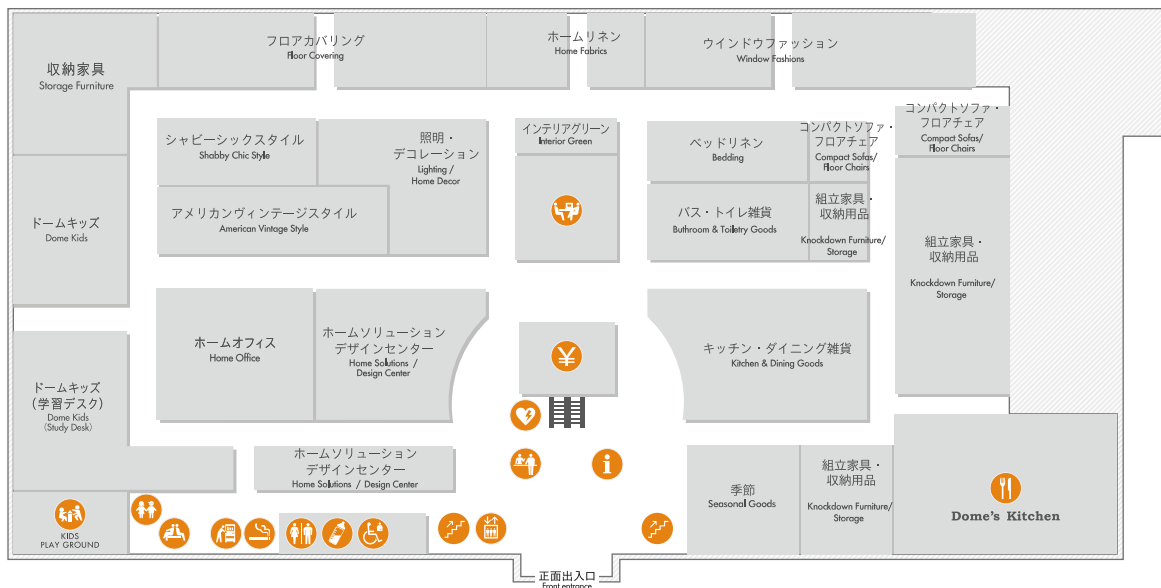 フロアカバリング
Floor Covering
ホームリネン
Home Fabrics
ウインドウファッション
Window Fashions
収納家具
Storage Furniture
シャビーシックスタイル
Shabby Chic Style
照明・
デコレーション
Lighting /
Home Decor
インテリアグリーン
Interior Green
ベッドリネン
Bedding
コンパクトソファ・
フロアチェア
Compact Sofas/
Floor Chairs
コンパクトソファ・
フロアチェア
Compact Sofas/
Floor Chairs
ドームキッズ
Dome Kids
アメリカンヴィンテージスタイル
American Vintage Style
バス・トイレ雑貨
Buthroom & Toiletry Goods
組立家具・
収納用品
Knockdown Furniture/
Storage
組立家具・
収納用品
Knockdown Furniture/
Storage
ホームオフィス
Home Office
ホームソリューション
デザインセンター
Home Solutions /
Design Center
¥
キッチン・ダイニング雑貨
Kitchen & Dining Goods
ドームキッズ
(学習デスク)
Dome Kids
(Study Desk)
ホームソリューション
デザインセンター
Home Solutions / Design Center
i
季節
Seasonal Goods
組立家具・
収納用品
Knockdown Furniture/
Storage
Dome's Kitchen
KIDS
PLAY GROUND
正面出入口
Front entrance